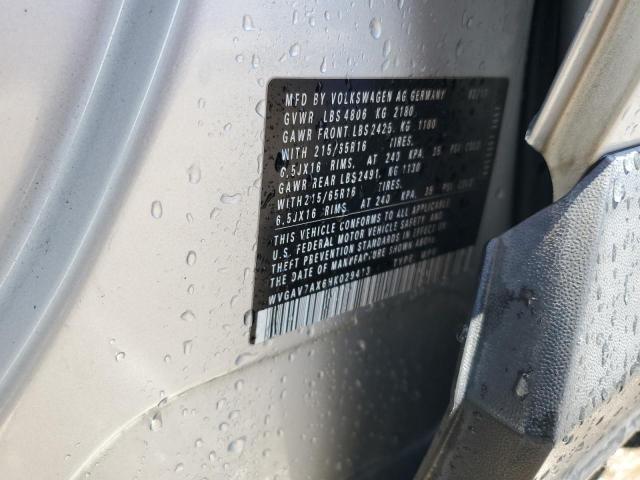 MFD BY VOLKSWAGEN AG GERMANY
GVWR LBS 4806 KG 2180
GAWR FRONT LBS 2425, KG 1100
WITH 215/65R16 TIRES,
6,5JX16 RIMS, AT 240 KPA, 35 PSI COLD
GAWR REAR LBS 2491, KG 1130
WITH 215/65R16 TIRES,
6,5JX16 RIMS AT 240 KPA, 35 PSI COLD
THIS VEHICLE CONFORMS TO ALL APPLICABLE
U.S. FEDERAL MOTOR VEHICLE SAFETY AND
THEFT PREVENTION STANDARDS IN EFFECT ON
THE DATE OF MANUFACTURE SHOWN ABOVE.
WVGAV7AX6HK029413 TYPE: MPV